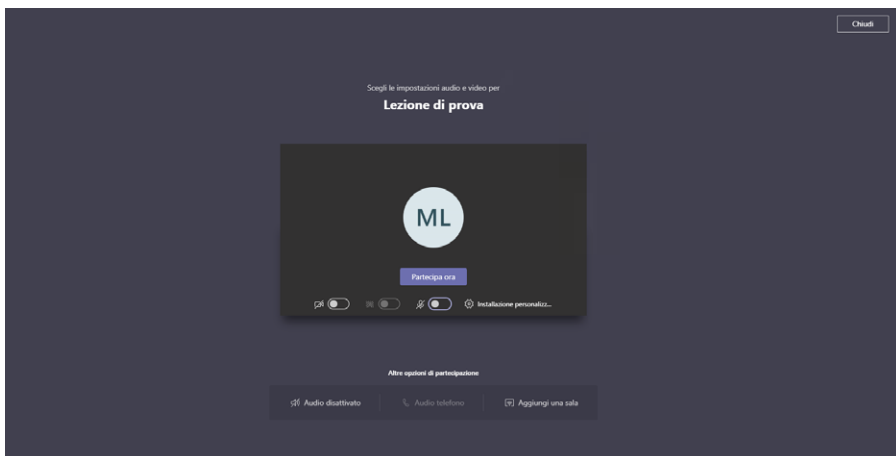 Chiudi
Scegli le impostazioni audio e video per
Lezione di prova
ML
Partecipa ora
Installazione personalizz...
Altre opzioni di partecipazione
Audio disattivato
Audio telefono
Aggiungi una sala